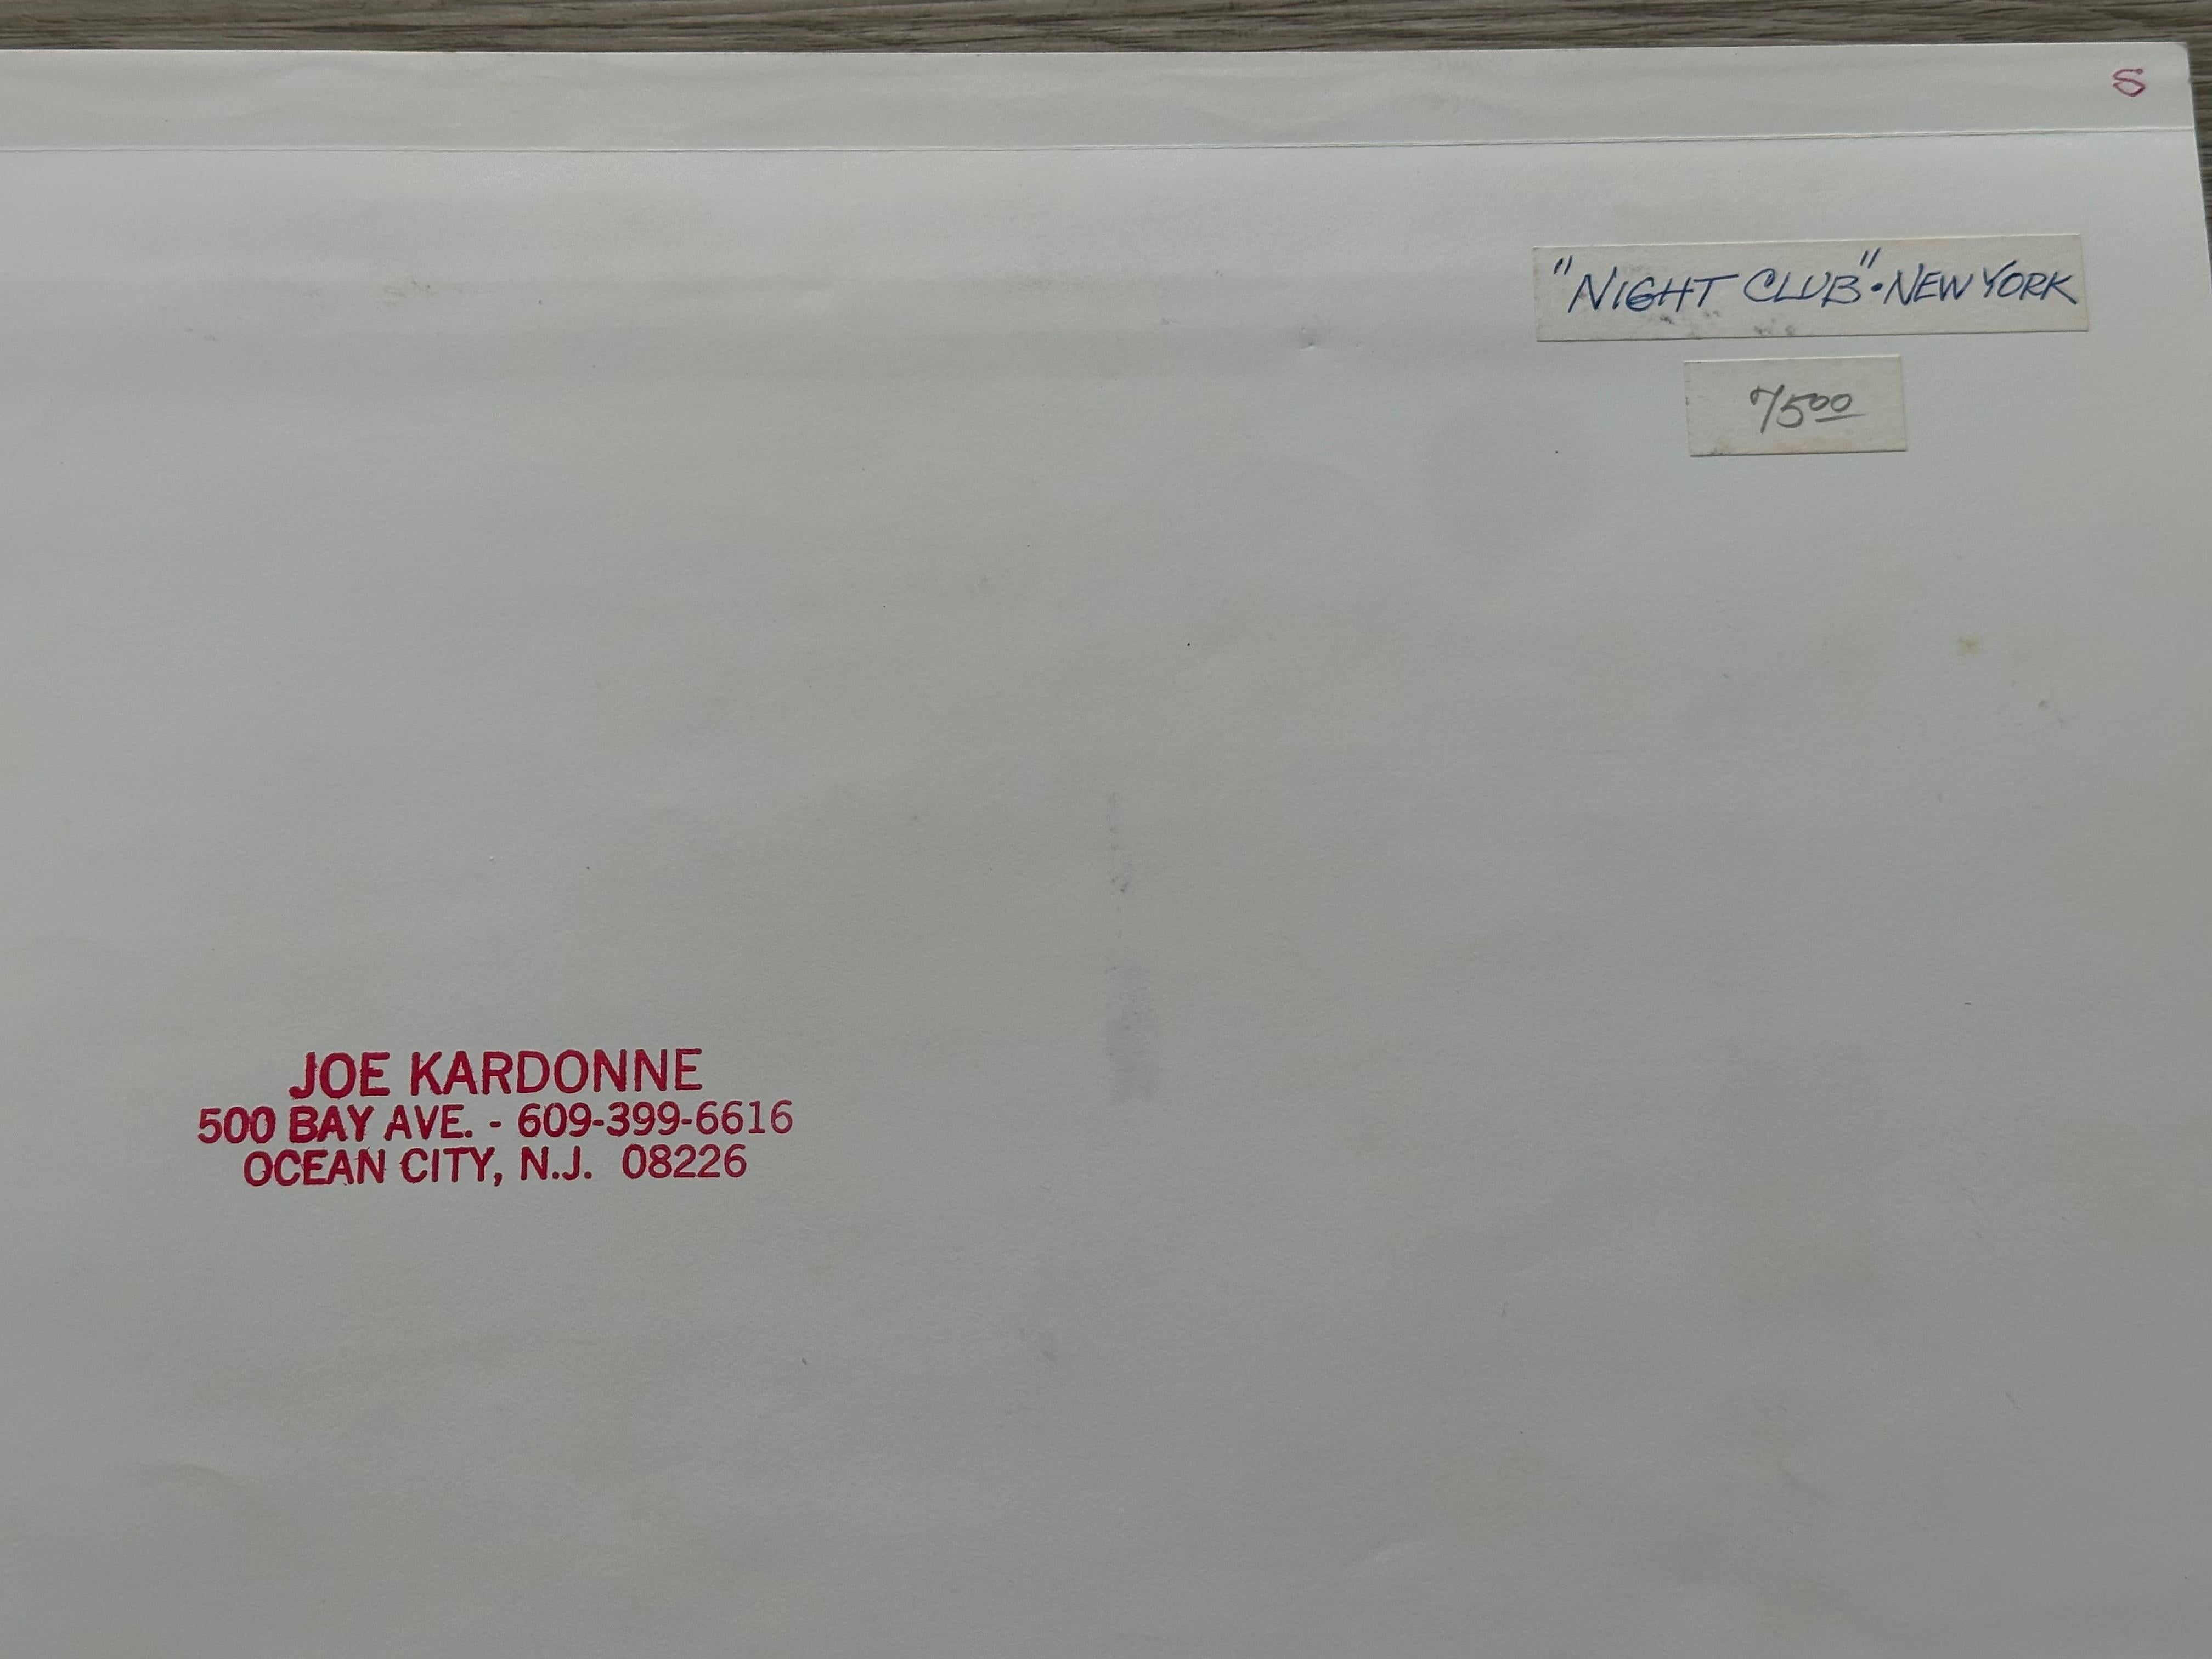 S
"NIGHT CLUB" • NEW YORK
75⁰⁰
JOE KARDONNE
500 BAY AVE. - 609-399-6616
OCEAN CITY, N.J. 08226